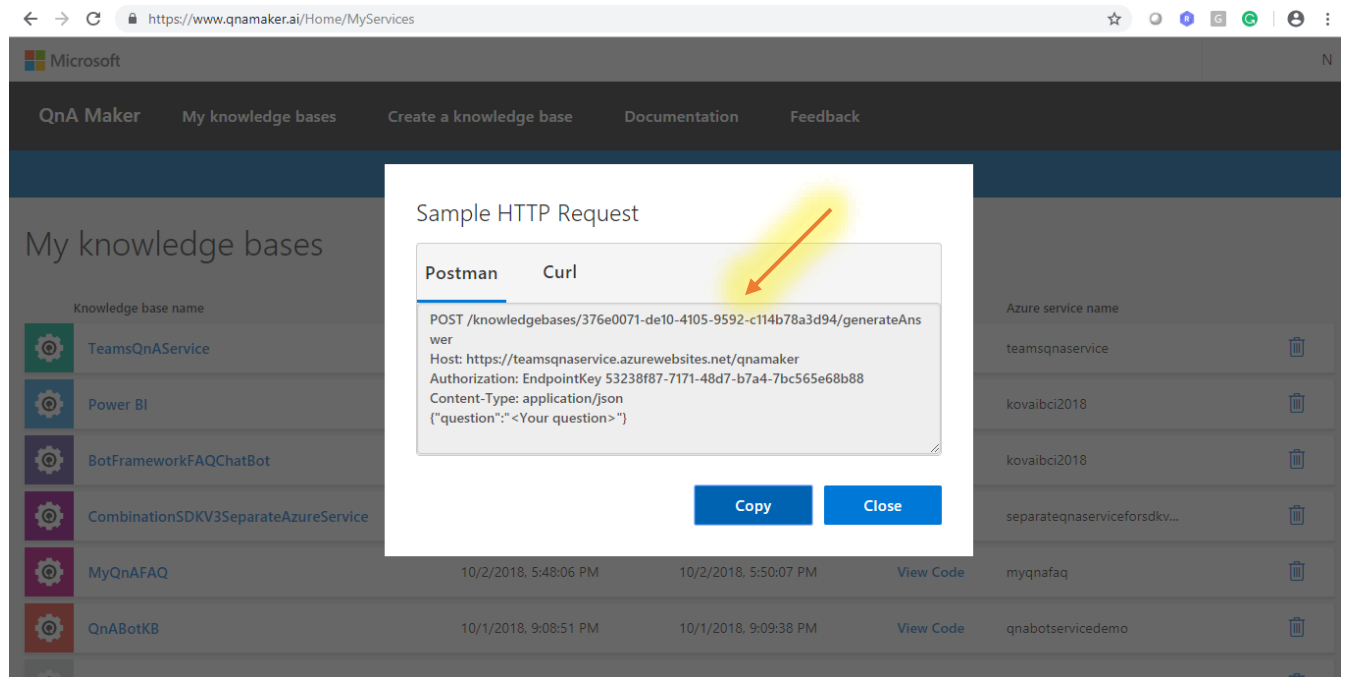 https://www.qnamaker.ai/Home/MyServices
R
G
G
Microsoft
N
QnA Maker My knowledge bases Create a knowledge base Documentation Feedback
Sample HTTP Request
My knowledge bases
Postman Curl
Knowledge base name
Azure service name
POST /knowledgebases/376e0071-de10-4105-9592-c114b78a3d94/generateAns
wer
Host: https://teamsqnaservice.azurewebsites.net/qnamaker
Authorization: EndpointKey 53238f87-7171-48d7-b7a4-7bc565e68b88
Content-Type: application/json
{"question":"<Your question>"}
TeamsQnAService teamsqnaservice
Power BI kovaibci2018
BotFrameworkFAQChatBot kovaibci2018
Copy Close
CombinationSDKV3SeparateAzureService separateqnaserviceforsdkv...
MyQnAFAQ 10/2/2018, 5:48:06 PM 10/2/2018, 5:50:07 PM View Code myqnafaq
QnABotKB 10/1/2018, 9:08:51 PM 10/1/2018, 9:09:38 PM View Code qnabotservicedemo